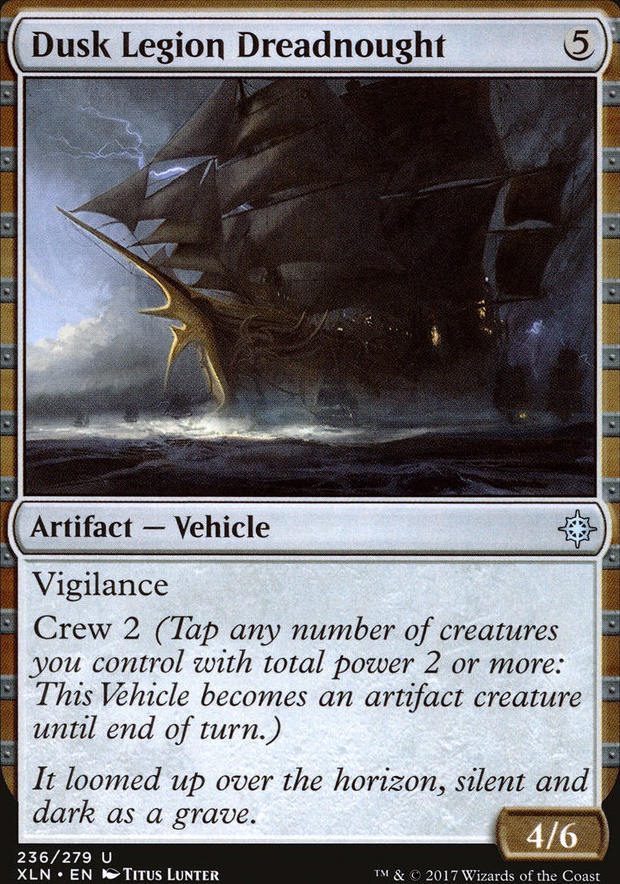 Dusk Legion Dreadnought 5
Artifact — Vehicle
Vigilance
Crew 2 (Tap any number of creatures
you control with total power 2 or more:
This Vehicle becomes an artifact creature
until end of turn.)
It loomed up over the horizon, silent and
dark as a grave.
4/6
236/279 U
XLN • EN Titus Lunter
™ & © 2017 Wizards of the Coast